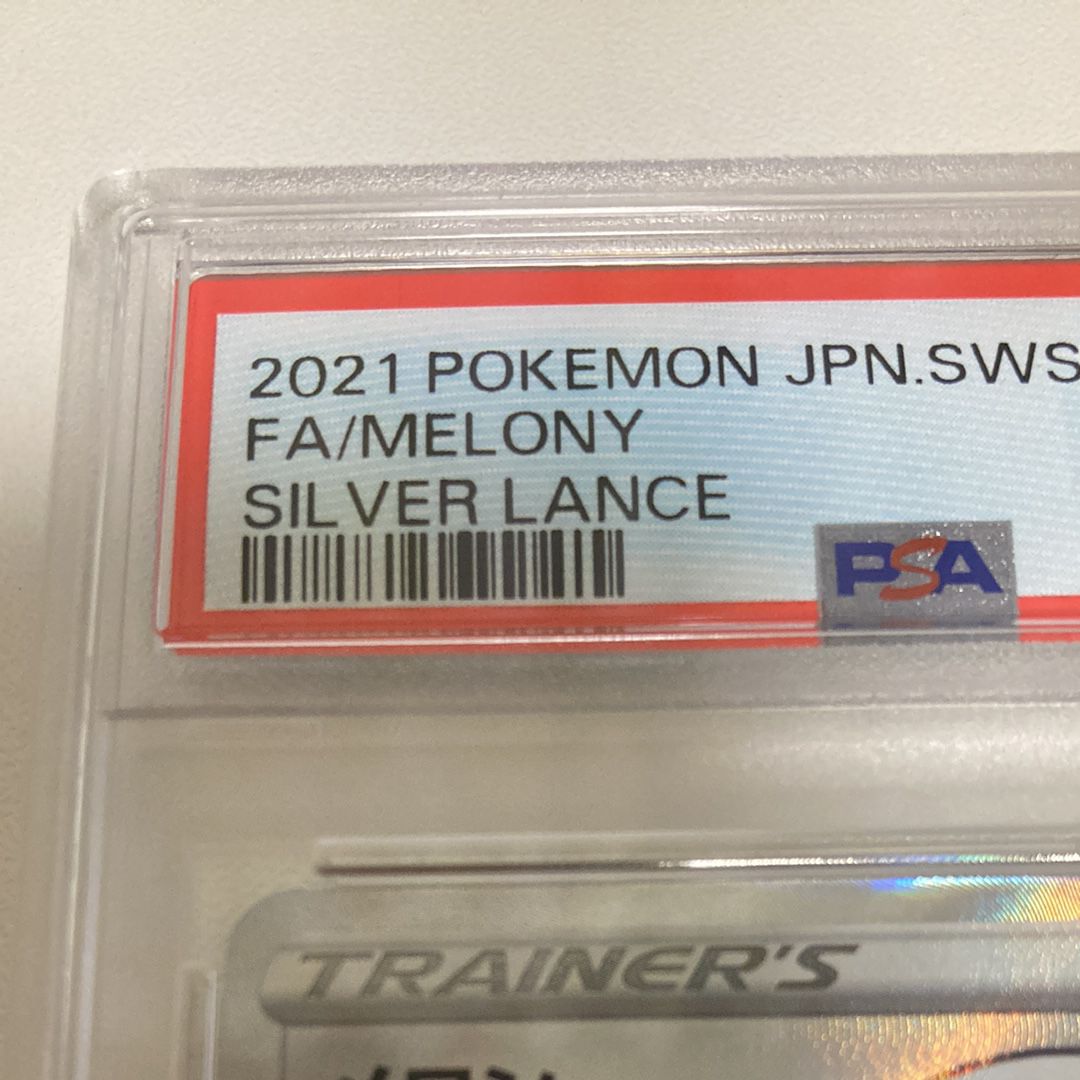 2021 POKEMON JPN.SWS
FA/MELONY
SILVER LANCE
PSA
TRAINER'S